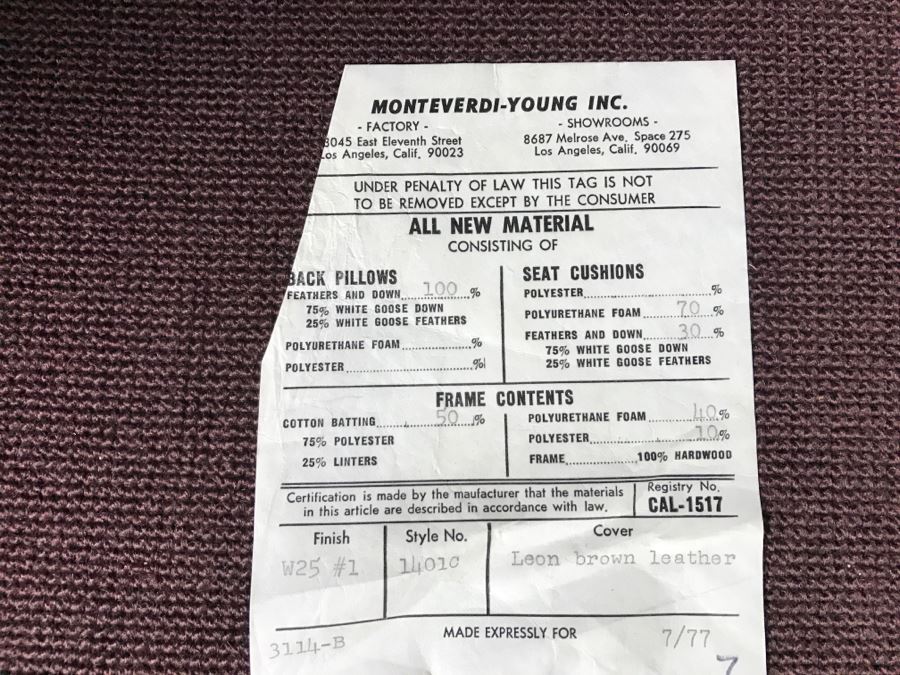 MONTEVERDI-YOUNG INC.
- FACTORY -
3045 East Eleventh Street
Los Angeles, Calif. 90023
- SHOWROOMS -
8687 Melrose Ave. Space 275
Los Angeles, Calif. 90069
UNDER PENALTY OF LAW THIS TAG IS NOT
TO BE REMOVED EXCEPT BY THE CONSUMER
ALL NEW MATERIAL
CONSISTING OF
BACK PILLOWS
FEATHERS AND DOWN 100 %
75% WHITE GOOSE DOWN
25% WHITE GOOSE FEATHERS
POLYURETHANE FOAM %
POLYESTER %
SEAT CUSHIONS
POLYESTER %
POLYURETHANE FOAM 70 %
FEATHERS AND DOWN 30 %
75% WHITE GOOSE DOWN
25% WHITE GOOSE FEATHERS
FRAME CONTENTS
COTTON BATTING 50 %
75% POLYESTER
25% LINTERS
POLYURETHANE FOAM 40%
POLYESTER 10%
FRAME 100% HARDWOOD
Certification is made by the maufacturer that the materials
in this article are described in accordance with law.
Registry No.
CAL-1517
Finish
W25 #1
Style No.
1401C
Cover
Leon brown leather
MADE EXPRESSLY FOR
3114-B
7/77
7